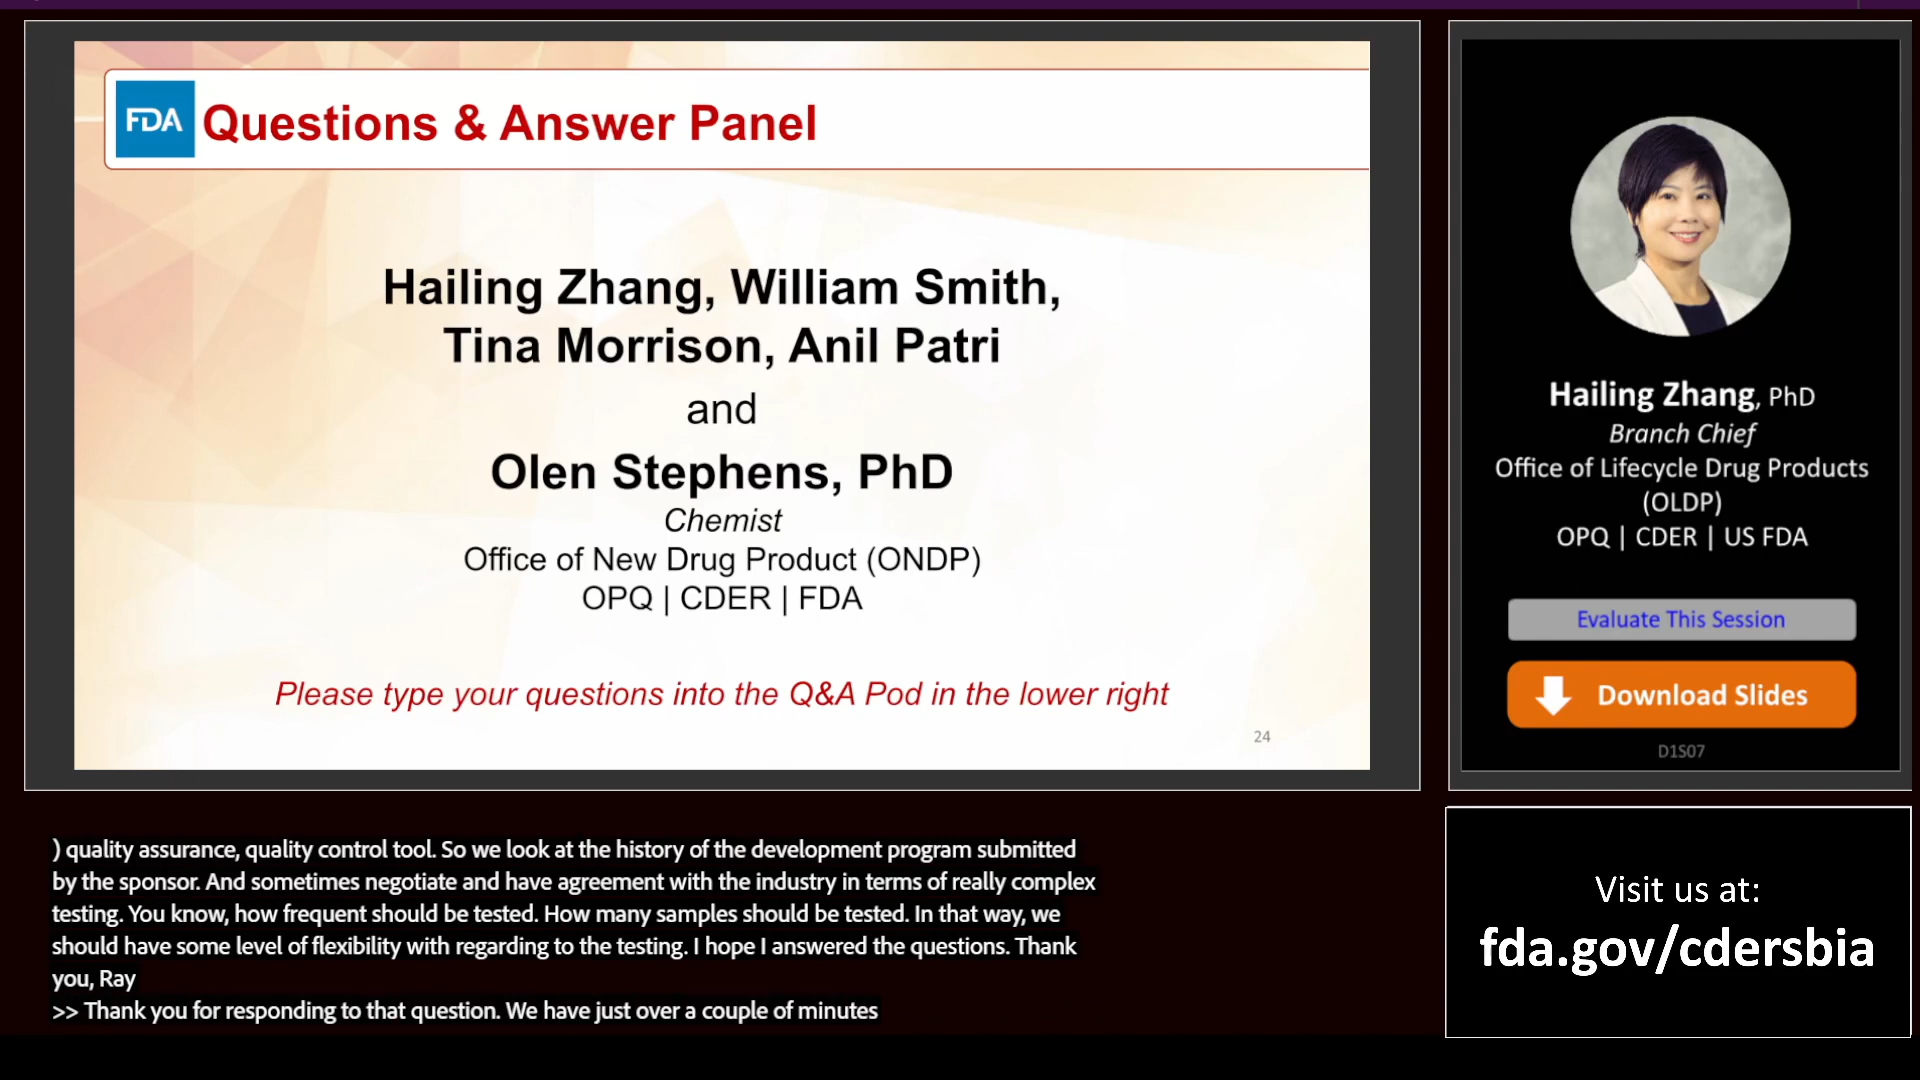 FDA
Questions & Answer Panel
Hailing Zhang, William Smith,
Tina Morrison, Anil Patri
and
Olen Stephens, PhD
Chemist
Office of New Drug Product (ONDP)
OPQ | CDER | FDA
Please type your questions into the Q&A Pod in the lower right
24
Hailing Zhang, PhD
Branch Chief
Office of Lifecycle Drug Products
(OLDP)
OPQ | CDER | US FDA
Evaluate This Session
Download Slides
D1S07
) quality assurance, quality control tool. So we look at the history of the development program submitted
by the sponsor. And sometimes negotiate and have agreement with the industry in terms of really complex
testing. You know, how frequent should be tested. How many samples should be tested. In that way, we
should have some level of flexibility with regarding to the testing. I hope I answered the questions. Thank
you, Ray
>> Thank you for responding to that question. We have just over a couple of minutes
Visit us at:
fda.gov/cdersbia